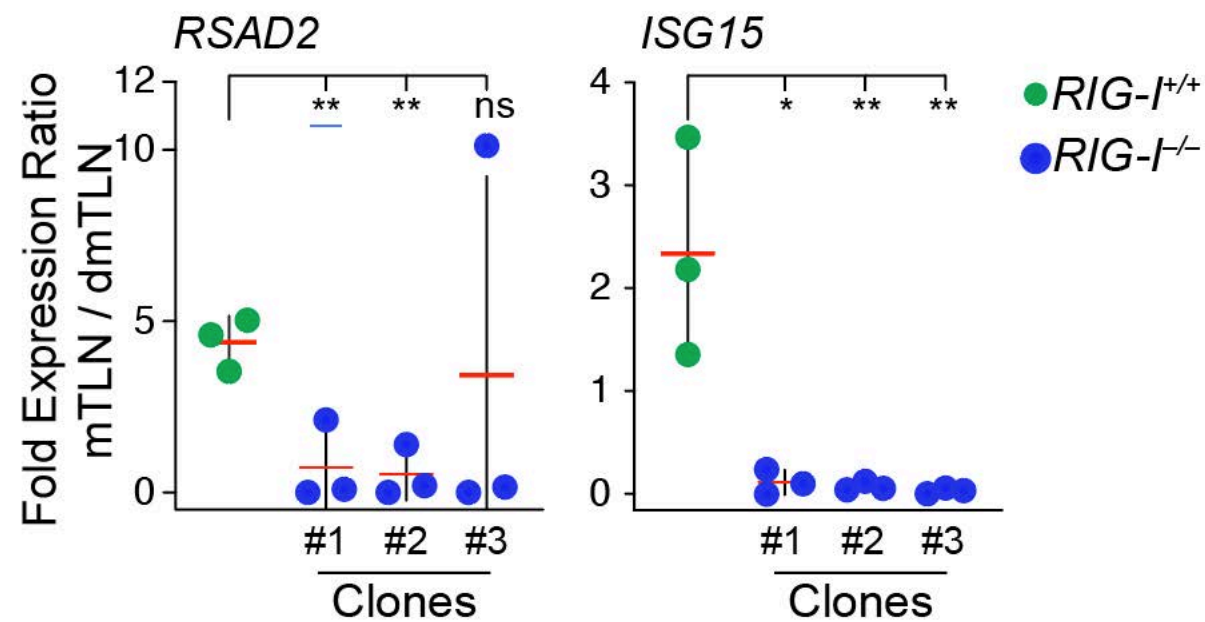 RSAD2
ISG15
Fold Expression Ratio
mTLN / dmTLN
12
10
5
0
** ** ns
#1 #2 #3
Clones
4
3
2
1
0
* ** **
#1 #2 #3
Clones
RIG-I+/+
RIG-I–/–